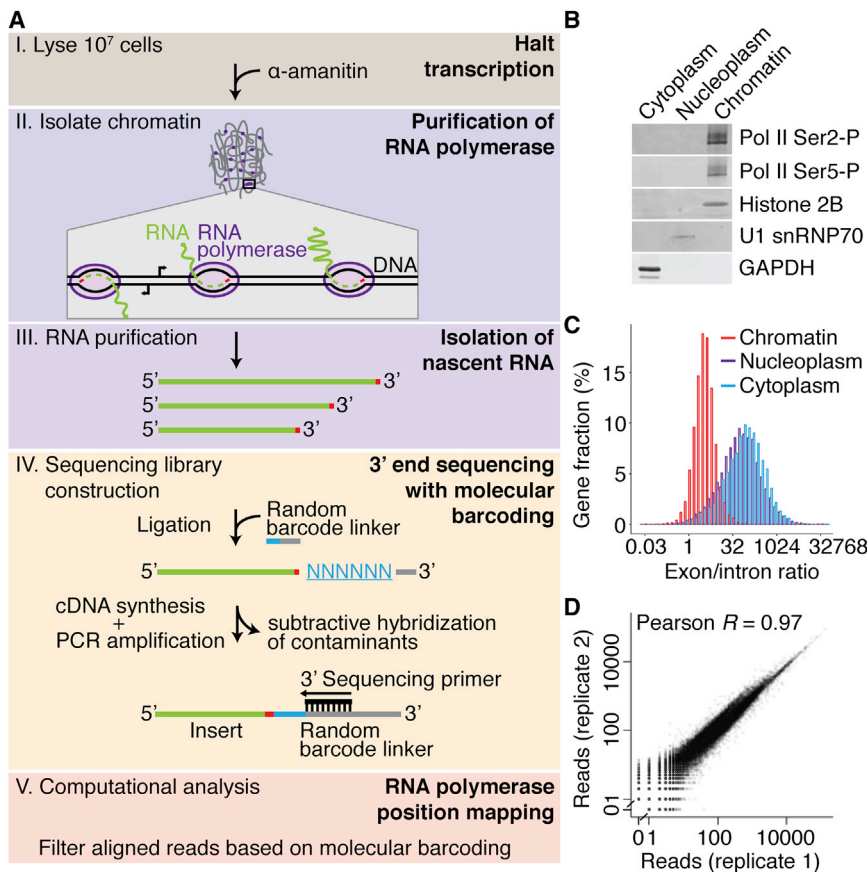 A
I. Lyse 10⁷ cells
Halt
transcription
α-amanitin
II. Isolate chromatin
Purification of
RNA polymerase
RNA
RNA
polymerase
DNA
III. RNA purification
Isolation of
nascent RNA
5’ 3’
5’ 3’
5’ 3’
IV. Sequencing library
construction
3’ end sequencing
with molecular
barcoding
Ligation
Random
barcode linker
5’ NNNNNN 3’
cDNA synthesis
+
PCR amplification
subtractive hybridization
of contaminants
3’ Sequencing primer
5’ 3’
Insert
Random
barcode linker
V. Computational analysis
RNA polymerase
position mapping
Filter aligned reads based on molecular barcoding
B
Cytoplasm
Nucleoplasm
Chromatin
Pol II Ser2-P
Pol II Ser5-P
Histone 2B
U1 snRNP70
GAPDH
C
Chromatin
Nucleoplasm
Cytoplasm
Gene fraction (%)
15
10
5
0
0.03 1 32 1024 32768
Exon/intron ratio
D
Pearson R = 0.97
Reads (replicate 2)
10000
100
01
01 100 10000
Reads (replicate 1)